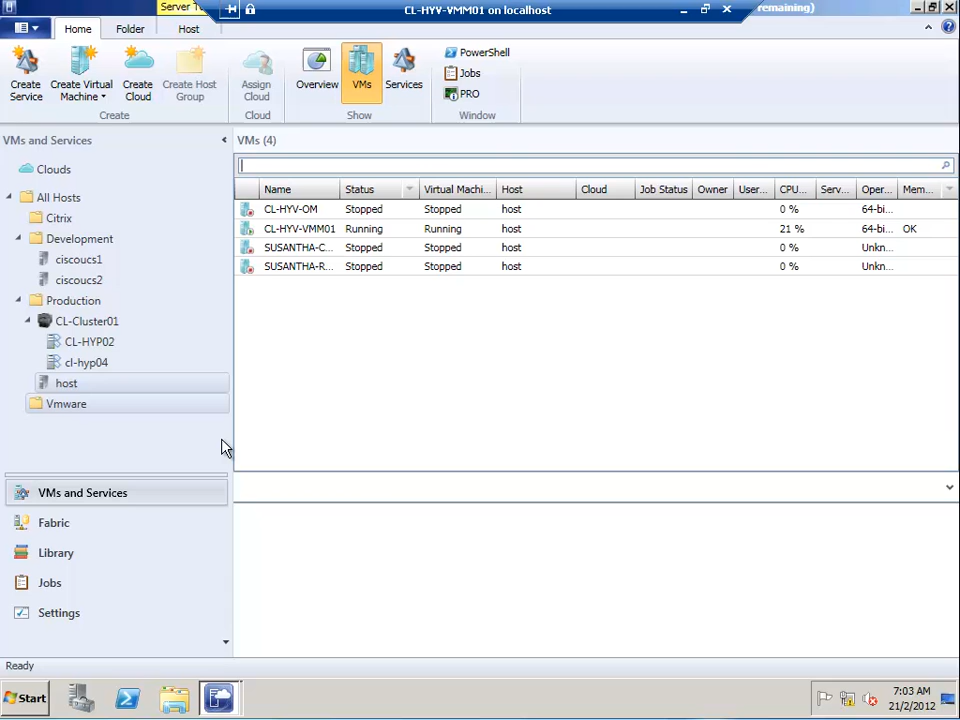 Server T
CL-HYV-VMM01 on localhost
remaining)
Home
Folder
Host
Create Service
Create Virtual Machine
Create Cloud
Create Host Group
Assign Cloud
Overview
VMs
Services
PowerShell
Jobs
PRO
Create
Cloud
Show
Window
VMs and Services
VMs (4)
Clouds
All Hosts
Citrix
Development
ciscoucs1
ciscoucs2
Production
CL-Cluster01
CL-HYP02
cl-hyp04
host
Vmware
Name Status Virtual Machi... Host Cloud Job Status Owner User... CPU... Serv... Oper... Mem...
CL-HYV-OM Stopped Stopped host 0 % 64-bi...
CL-HYV-VMM01 Running Running host 21 % 64-bi... OK
SUSANTHA-C... Stopped Stopped host 0 % Unkn...
SUSANTHA-R... Stopped Stopped host 0 % Unkn...
VMs and Services
Fabric
Library
Jobs
Settings
Ready
Start
7:03 AM
21/2/2012